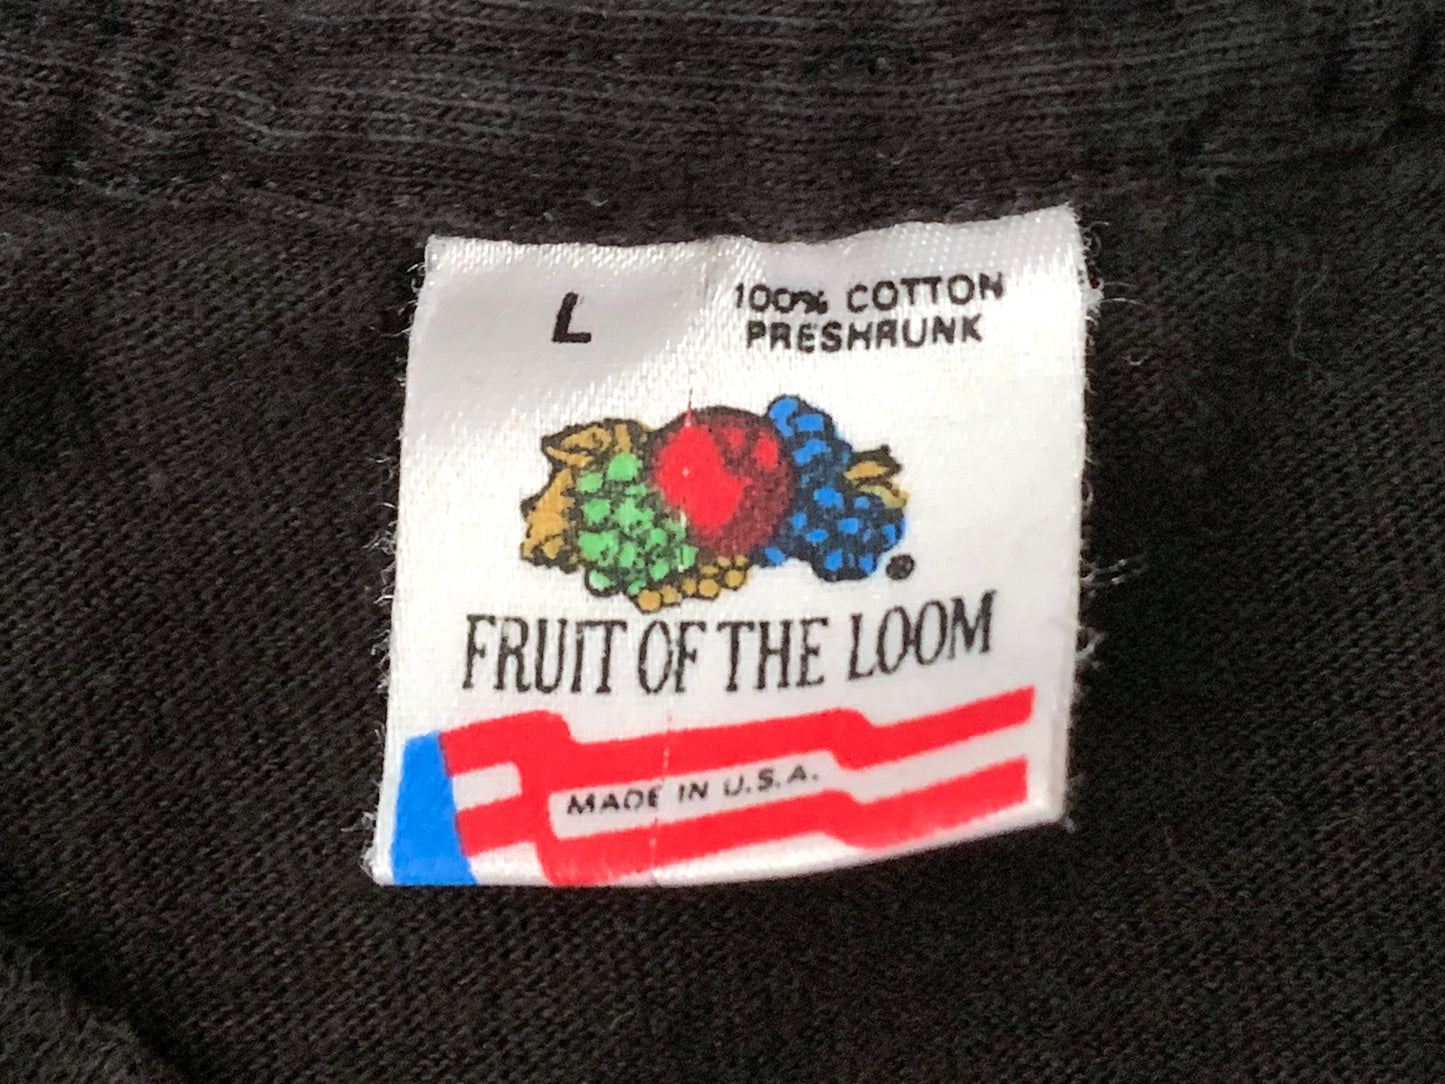 L
100% COTTON
PRESHRUNK
®
FRUIT OF THE LOOM
MADE IN U.S.A.